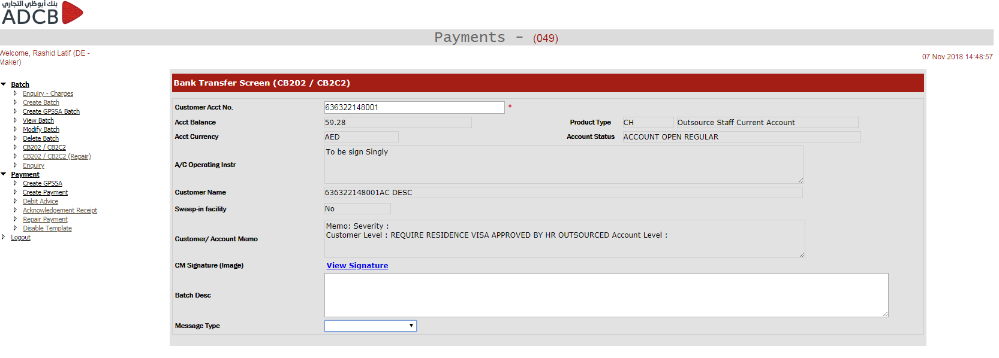 بنك أبوظبي التجاري
ADCB
Payments - (049)
Welcome, Rashid Latif (DE -
Maker)
07 Nov 2018 14:48:57
Batch
Enquiry - Charges
Create Batch
Create GPSSA Batch
View Batch
Modify Batch
Delete Batch
CB202 / CB2C2
CB202 / CB2C2 (Repair)
Enquiry
Payment
Create GPSSA
Create Payment
Debit Advice
Acknowledgement Receipt
Repair Payment
Disable Template
Logout
Bank Transfer Screen (CB202 / CB2C2)
Customer Acct No. 636322148001 *
Acct Balance 59.28 Product Type CH Outsource Staff Current Account
Acct Currency AED Account Status ACCOUNT OPEN REGULAR
A/C Operating Instr To be sign Singly
Customer Name 636322148001AC DESC
Sweep-in facility No
Customer/ Account Memo Memo: Severity :
Customer Level : REQUIRE RESIDENCE VISA APPROVED BY HR OUTSOURCED Account Level :
CM Signature (Image) View Signature
Batch Desc
Message Type